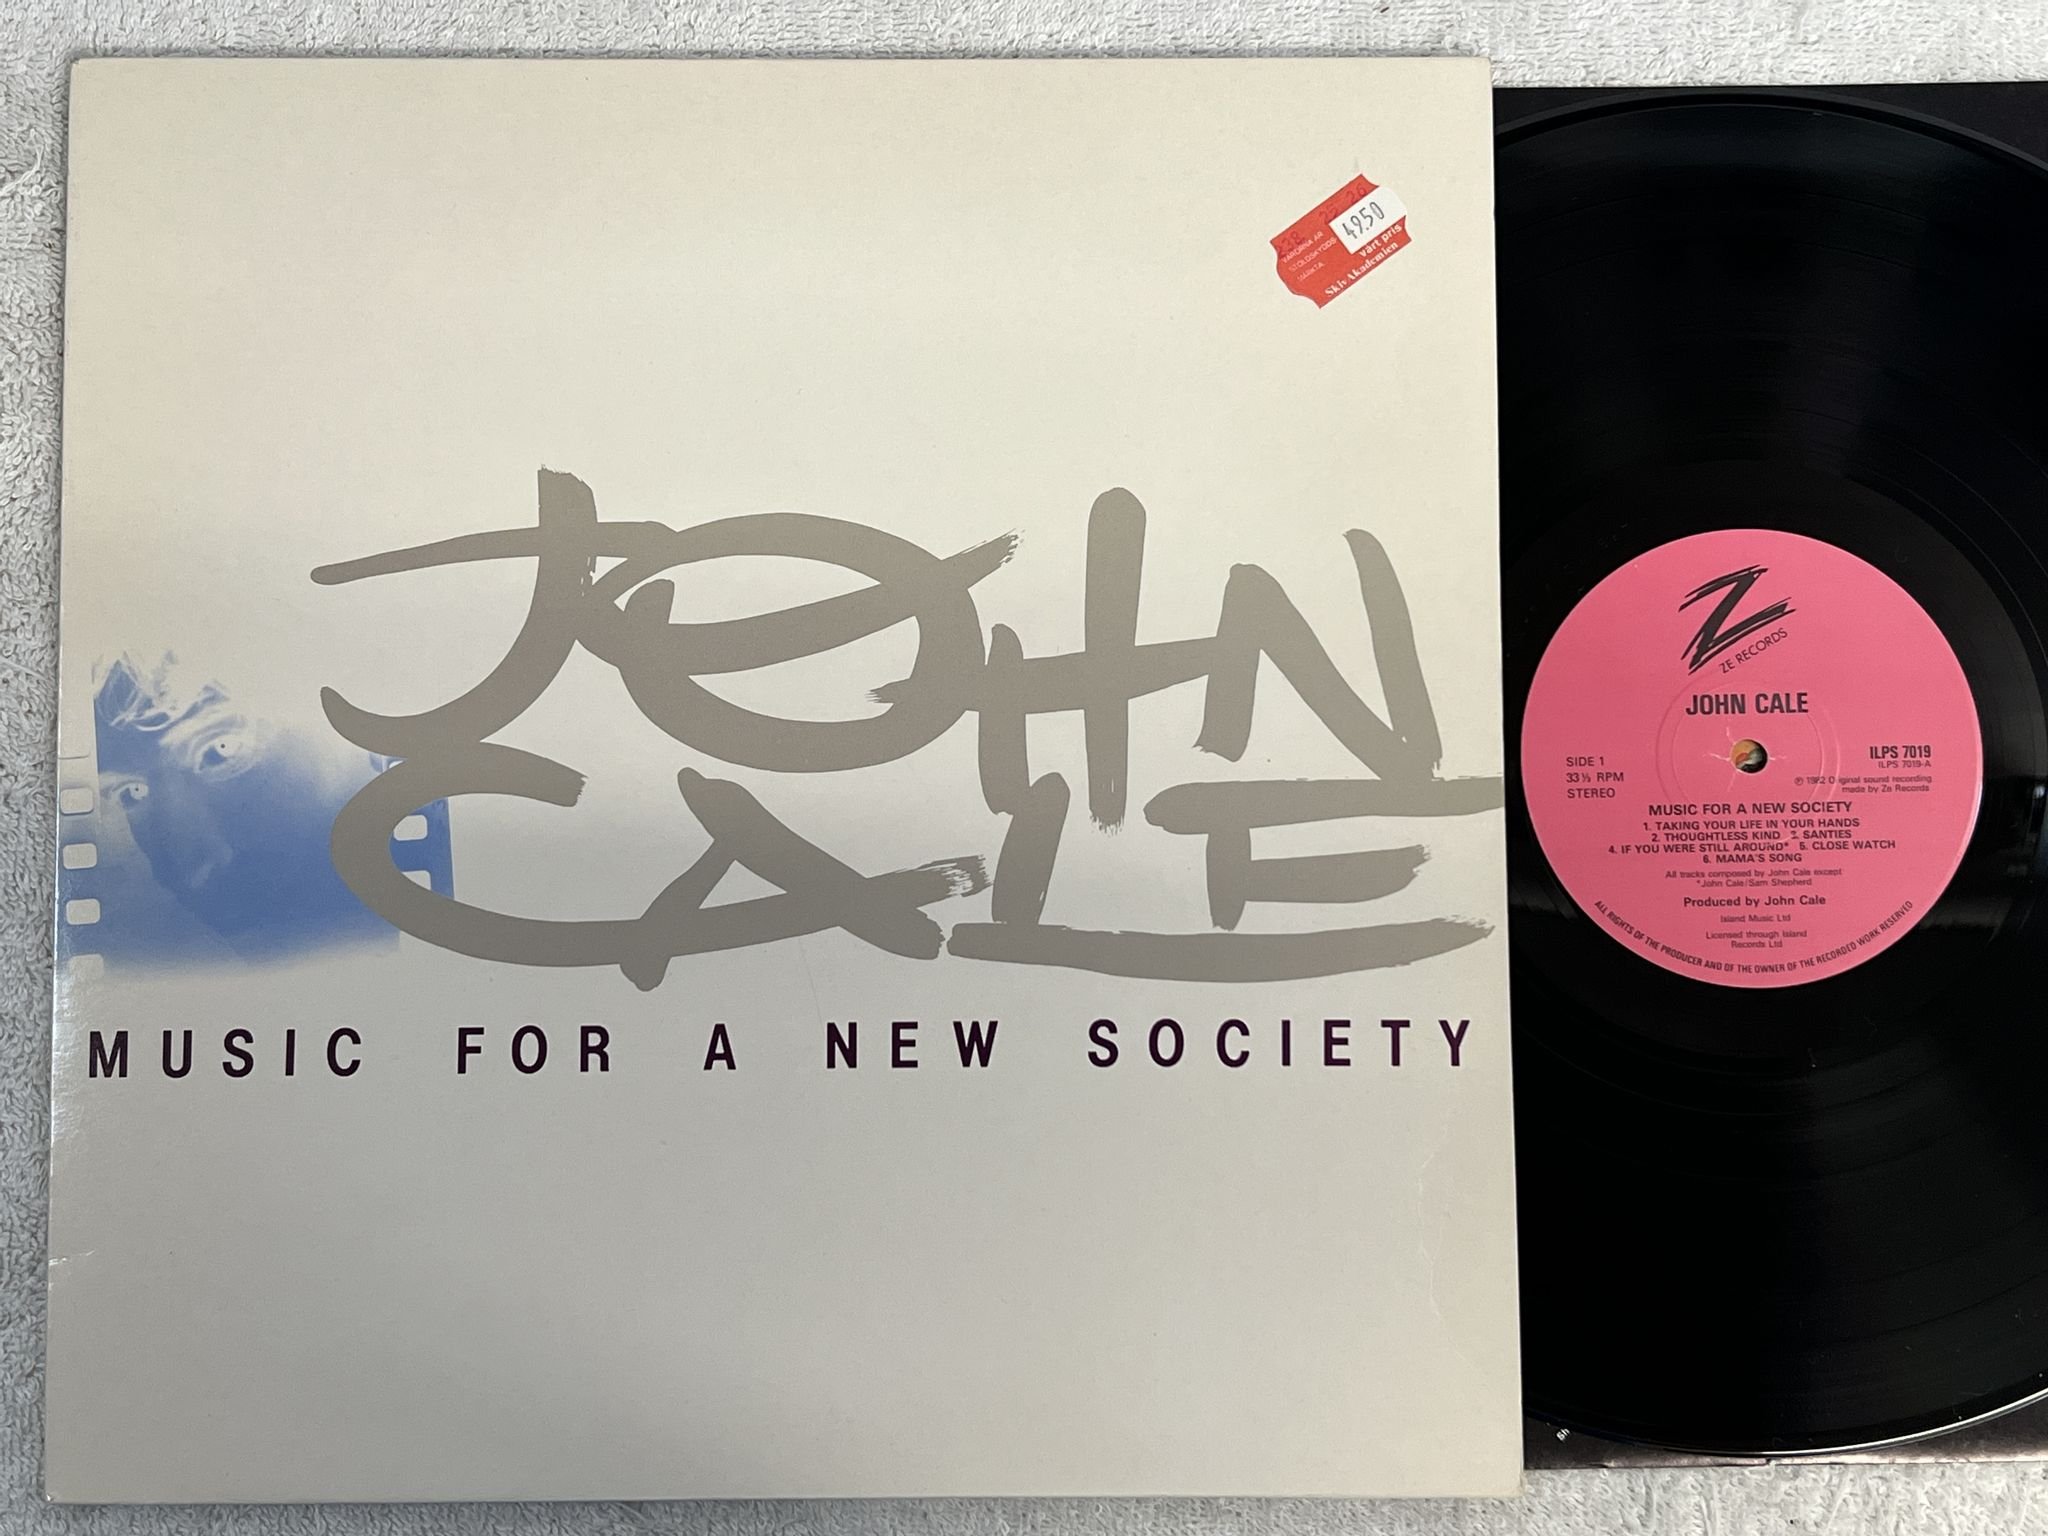 49.50
VARORNA ÄR
STÖLDSKYDDS-
MÄRKTA
vårt pris
SkivAkademien
JOHN
CALE
MUSIC FOR A NEW SOCIETY
Z
ZE RECORDS
JOHN CALE
SIDE 1
33⅓ RPM
STEREO
ILPS 7019
ILPS 7019-A
℗ 1982 Original sound recording
made by Ze Records
MUSIC FOR A NEW SOCIETY
1. TAKING YOUR LIFE IN YOUR HANDS
2. THOUGHTLESS KIND 3. SANTIES
4. IF YOU WERE STILL AROUND* 5. CLOSE WATCH
6. MAMA'S SONG
All tracks composed by John Cale except
*John Cale/Sam Shepherd
Produced by John Cale
Island Music Ltd
Licensed through Island
Records Ltd
ALL RIGHTS OF THE PRODUCER AND OF THE OWNER OF THE RECORDED WORK RESERVED